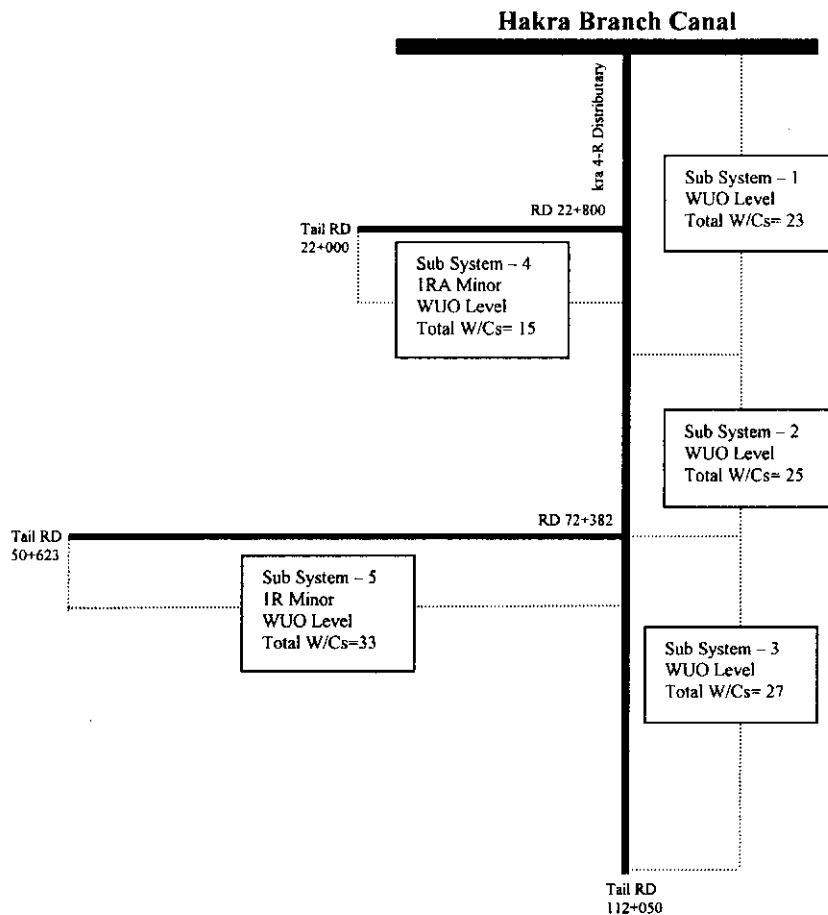 Hakra Branch Canal
kra 4-R Distributary
Sub System – 1
WUO Level
Total W/Cs= 23
RD 22+800
Tail RD
22+000
Sub System – 4
1RA Minor
WUO Level
Total W/Cs= 15
Sub System – 2
WUO Level
Total W/Cs= 25
RD 72+382
Tail RD
50+623
Sub System – 5
1R Minor
WUO Level
Total W/Cs=33
Sub System – 3
WUO Level
Total W/Cs= 27
Tail RD
112+050